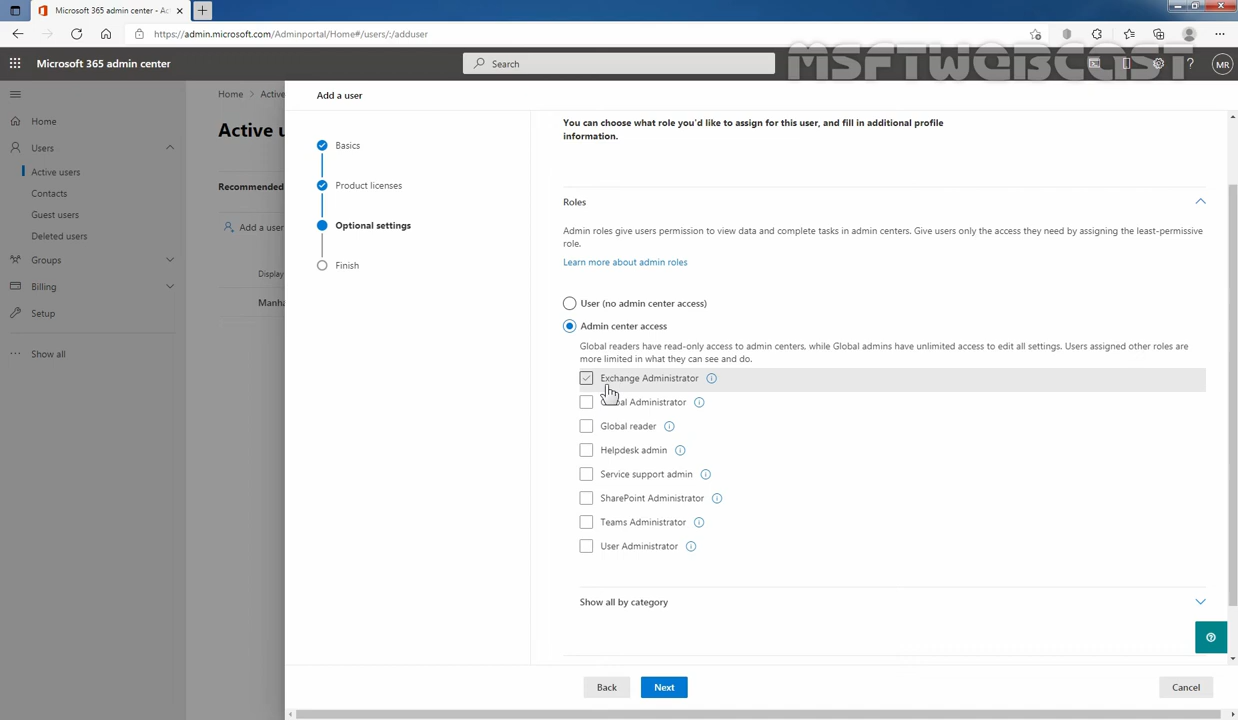 Microsoft 365 admin center - Ac
https://admin.microsoft.com/Adminportal/Home#/users/:/adduser
MSFTWEBCAST
Microsoft 365 admin center
Search
MR
Home
Users
Active users
Contacts
Guest users
Deleted users
Groups
Billing
Setup
Show all
Home
Active
Active u
Recommended
Add a user
Display
Manha
Add a user
Basics
Product licenses
Optional settings
Finish
You can choose what role you'd like to assign for this user, and fill in additional profile
information.
Roles
Admin roles give users permission to view data and complete tasks in admin centers. Give users only the access they need by assigning the least-permissive
role.
Learn more about admin roles
User (no admin center access)
Admin center access
Global readers have read-only access to admin centers, while Global admins have unlimited access to edit all settings. Users assigned other roles are
more limited in what they can see and do.
Exchange Administrator
Global Administrator
Global reader
Helpdesk admin
Service support admin
SharePoint Administrator
Teams Administrator
User Administrator
Show all by category
Back
Next
Cancel